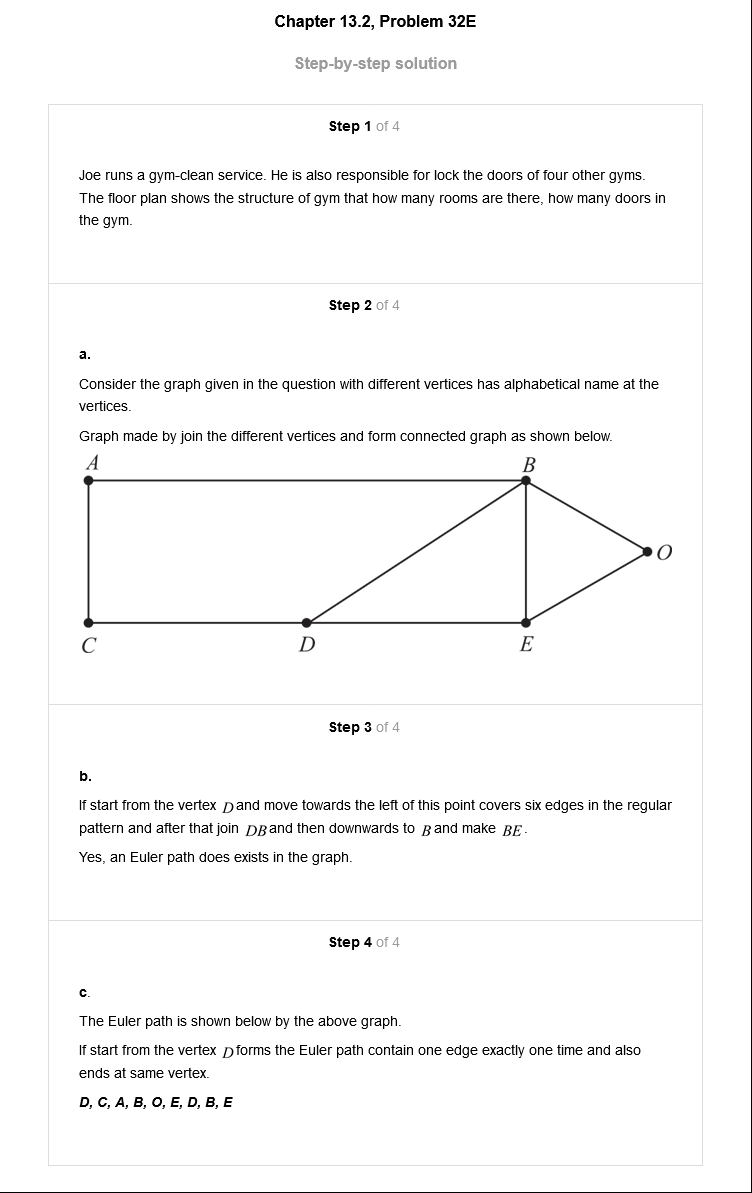 Chapter 13.2, Problem 32E
Step-by-step solution
Step 1 of 4
Joe runs a gym-clean service. He is also responsible for lock the doors of four other gyms.
The floor plan shows the structure of gym that how many rooms are there, how many doors in
the gym.
Step 2 of 4
a.
Consider the graph given in the question with different vertices has alphabetical name at the
vertices.
Graph made by join the different vertices and form connected graph as shown below.
A
B
O
C
D
E
Step 3 of 4
b.
If start from the vertex D and move towards the left of this point covers six edges in the regular
pattern and after that join DB and then downwards to B and make BE.
Yes, an Euler path does exists in the graph.
Step 4 of 4
c.
The Euler path is shown below by the above graph.
If start from the vertex D forms the Euler path contain one edge exactly one time and also
ends at same vertex.
D, C, A, B, O, E, D, B, E